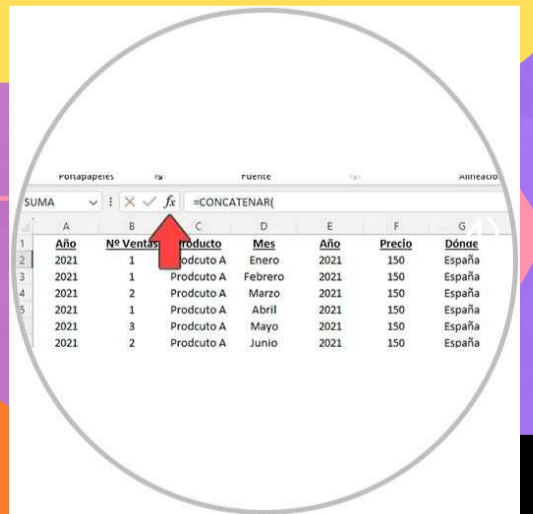 Portapapeles Fuente Alineació
SUMA fx =CONCATENAR(
A B C D E F G
1 Año Nº Ventas Producto Mes Año Precio Dónde
2 2021 1 Prodcuto A Enero 2021 150 España
3 2021 1 Prodcuto A Febrero 2021 150 España
4 2021 2 Prodcuto A Marzo 2021 150 España
5 2021 1 Prodcuto A Abril 2021 150 España
2021 3 Prodcuto A Mayo 2021 150 España
2021 2 Prodcuto A Junio 2021 150 España